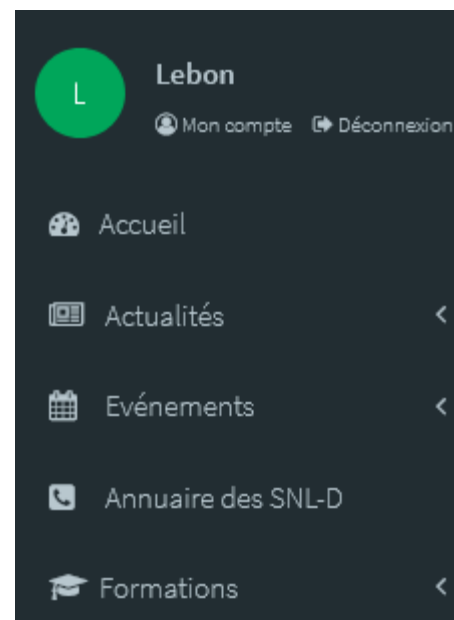 L
Lebon
Mon compte Déconnexion
Accueil
Actualités
Evénements
Annuaire des SNL-D
Formations